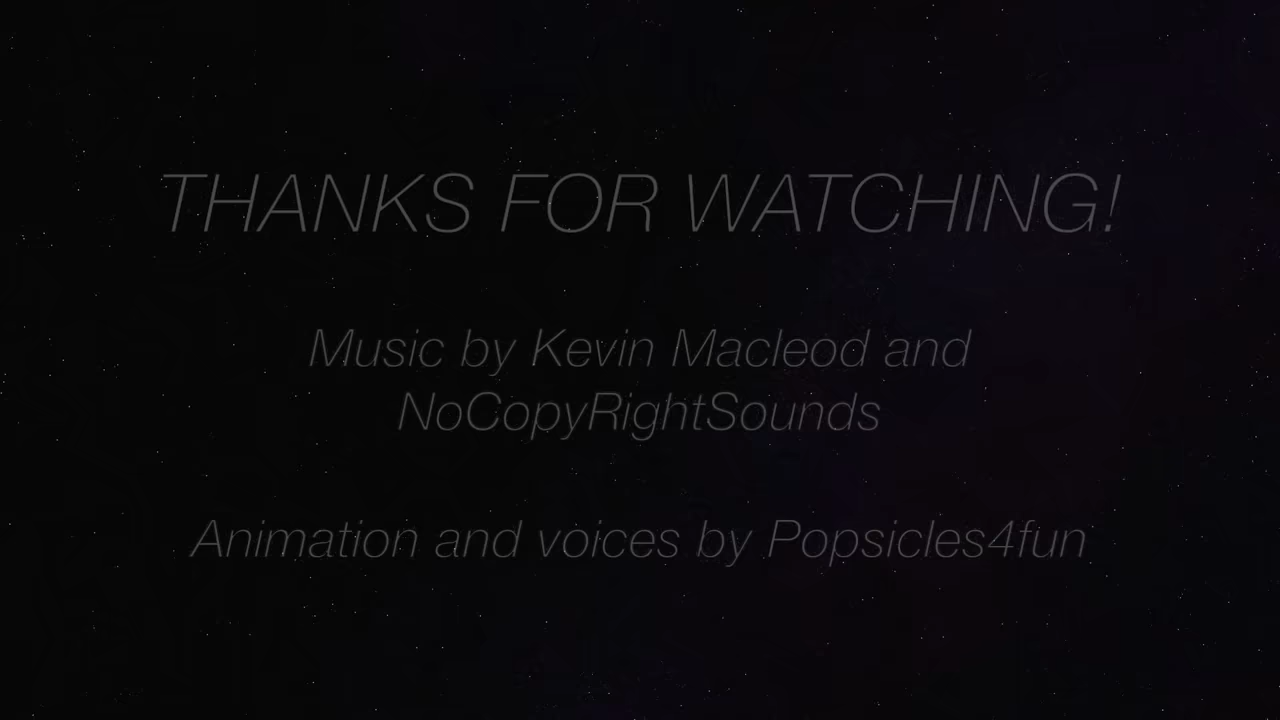 THANKS FOR WATCHING!
Music by Kevin Macleod and
NoCopyRightSounds
Animation and voices by Popsicles4fun